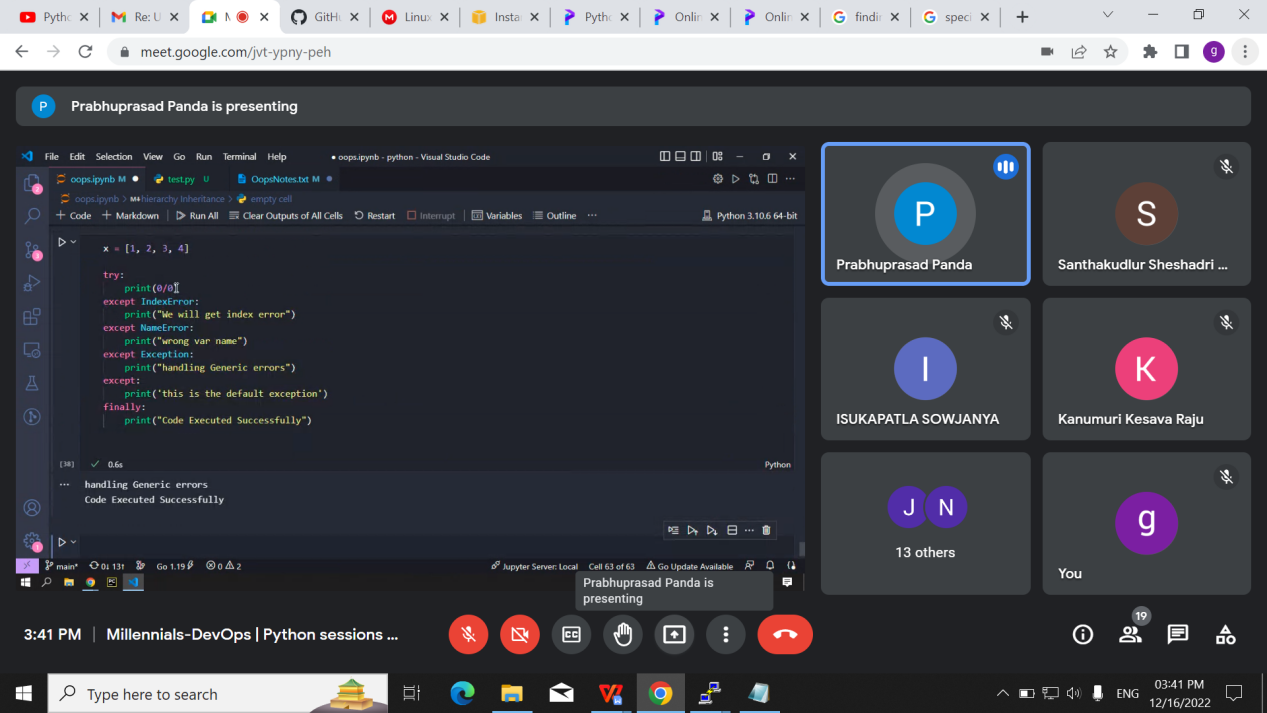 Pytho
Re: U
M
GitHu
Linux
Insta
Pytho
Onlin
Onlin
findin
speci
meet.google.com/jvt-ypny-peh
g
P
Prabhuprasad Panda is presenting
File Edit Selection View Go Run Terminal Help
● oops.ipynb - python - Visual Studio Code
oops.ipynb M ●
test.py U
OopsNotes.txt M ●
oops.ipynb › M↓hierarchy Inheritance › empty cell
+ Code + Markdown Run All Clear Outputs of All Cells Restart Interrupt Variables Outline ···
Python 3.10.6 64-bit
x = [1, 2, 3, 4]
try:
print(0/0)
except IndexError:
print("We will get index error")
except NameError:
print("wrong var name")
except Exception:
print("handling Generic errors")
except:
print('this is the default exception')
finally:
print("Code Executed Successfully")
[38] ✓ 0.6s
Python
handling Generic errors
Code Executed Successfully
main* 0↓ 13↑ Go 1.19 0 2
Jupyter Server: Local Cell 63 of 63 Go Update Available
P
Prabhuprasad Panda
S
Santhakudlur Sheshadri ...
I
ISUKAPATLA SOWJANYA
K
Kanumuri Kesava Raju
J N
13 others
g
You
Prabhuprasad Panda is
presenting
3:41 PM | Millennials-DevOps | Python sessions ...
19
Type here to search
ENG
03:41 PM
12/16/2022